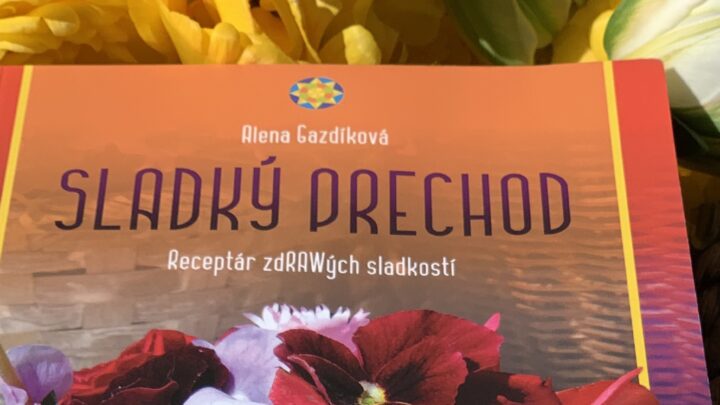 Alena Gazdíková
SLADKÝ PRECHOD
Receptár zdRAWých sladkostí